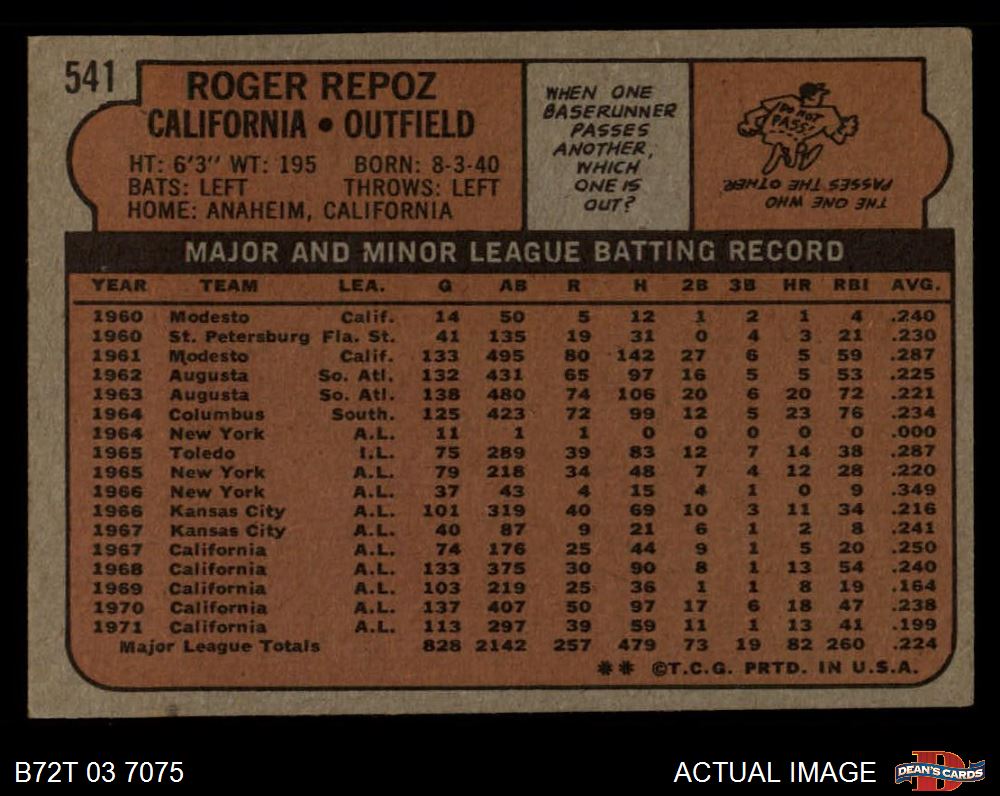 541
ROGER REPOZ
CALIFORNIA • OUTFIELD
HT: 6'3" WT: 195 BORN: 8-3-40
BATS: LEFT THROWS: LEFT
HOME: ANAHEIM, CALIFORNIA
WHEN ONE
BASERUNNER
PASSES
ANOTHER,
WHICH
ONE IS
OUT?
DO NOT
PASS!
THE ONE WHO
PASSES THE OTHER
MAJOR AND MINOR LEAGUE BATTING RECORD
YEAR TEAM LEA. G AB R H 2B 3B HR RBI AVG.
1960 Modesto Calif. 14 50 5 12 1 2 1 4 .240
1960 St. Petersburg Fla. St. 41 135 19 31 0 4 3 21 .230
1961 Modesto Calif. 133 495 80 142 27 6 5 59 .287
1962 Augusta So. Atl. 132 431 65 97 16 5 5 53 .225
1963 Augusta So. Atl. 138 480 74 106 20 6 20 72 .221
1964 Columbus South. 125 423 72 99 12 5 23 76 .234
1964 New York A.L. 11 1 1 0 0 0 0 0 .000
1965 Toledo I.L. 75 289 39 83 12 7 14 38 .287
1965 New York A.L. 79 218 34 48 7 4 12 28 .220
1966 New York A.L. 37 43 4 15 4 1 0 9 .349
1966 Kansas City A.L. 101 319 40 69 10 3 11 34 .216
1967 Kansas City A.L. 40 87 9 21 6 1 2 8 .241
1967 California A.L. 74 176 25 44 9 1 5 20 .250
1968 California A.L. 133 375 30 90 8 1 13 54 .240
1969 California A.L. 103 219 25 36 1 1 8 19 .164
1970 California A.L. 137 407 50 97 17 6 18 47 .238
1971 California A.L. 113 297 39 59 11 1 13 41 .199
Major League Totals 828 2142 257 479 73 19 82 260 .224
** ©T.C.G. PRTD. IN U.S.A.
B72T 03 7075
ACTUAL IMAGE
D
DEAN'S CARDS